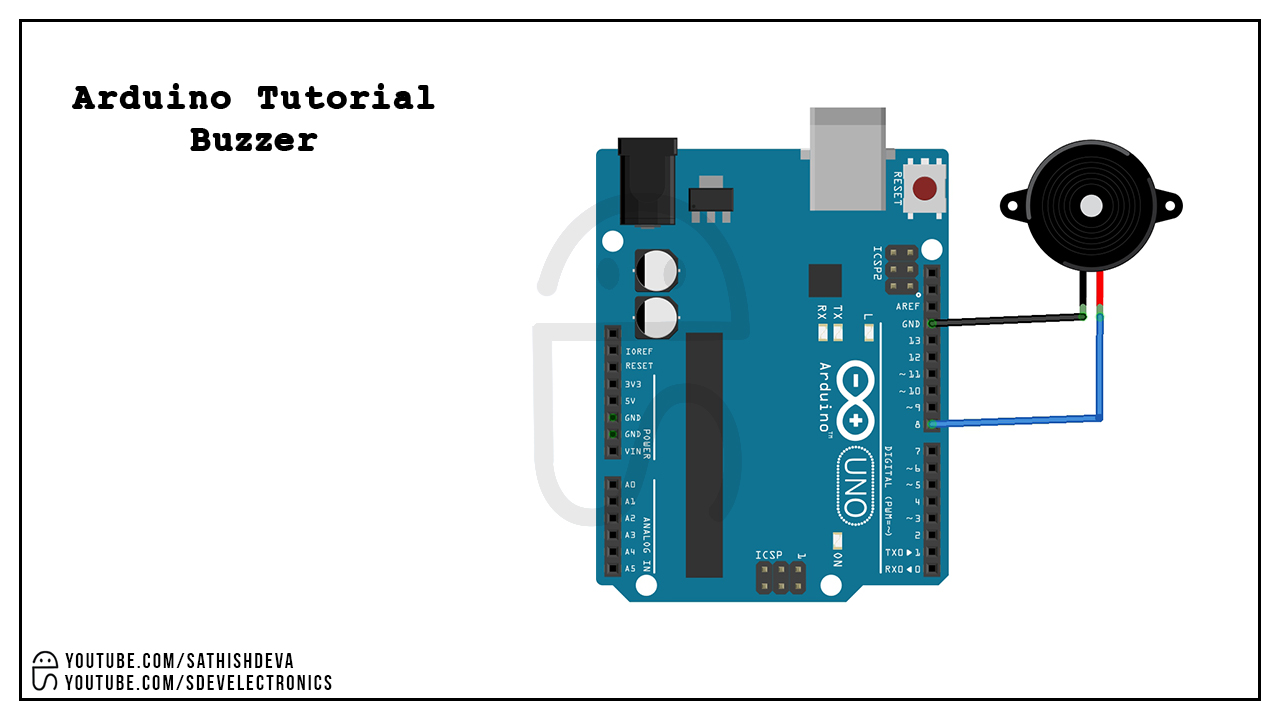 Arduino Tutorial
Buzzer
RESET
ICSP2
AREF
GND
13
12
~11
~10
~9
8
7
~6
~5
4
~3
2
TX0▶1
RX0◀0
DIGITAL (PWM=~)
RX
TX
L
Arduino™
UNO
ON
ICSP
1
IOREF
RESET
3V3
5V
GND
GND
VIN
POWER
A0
A1
A2
A3
A4
A5
ANALOG IN
YOUTUBE.COM/SATHISHDEVA
YOUTUBE.COM/SDEVELECTRONICS